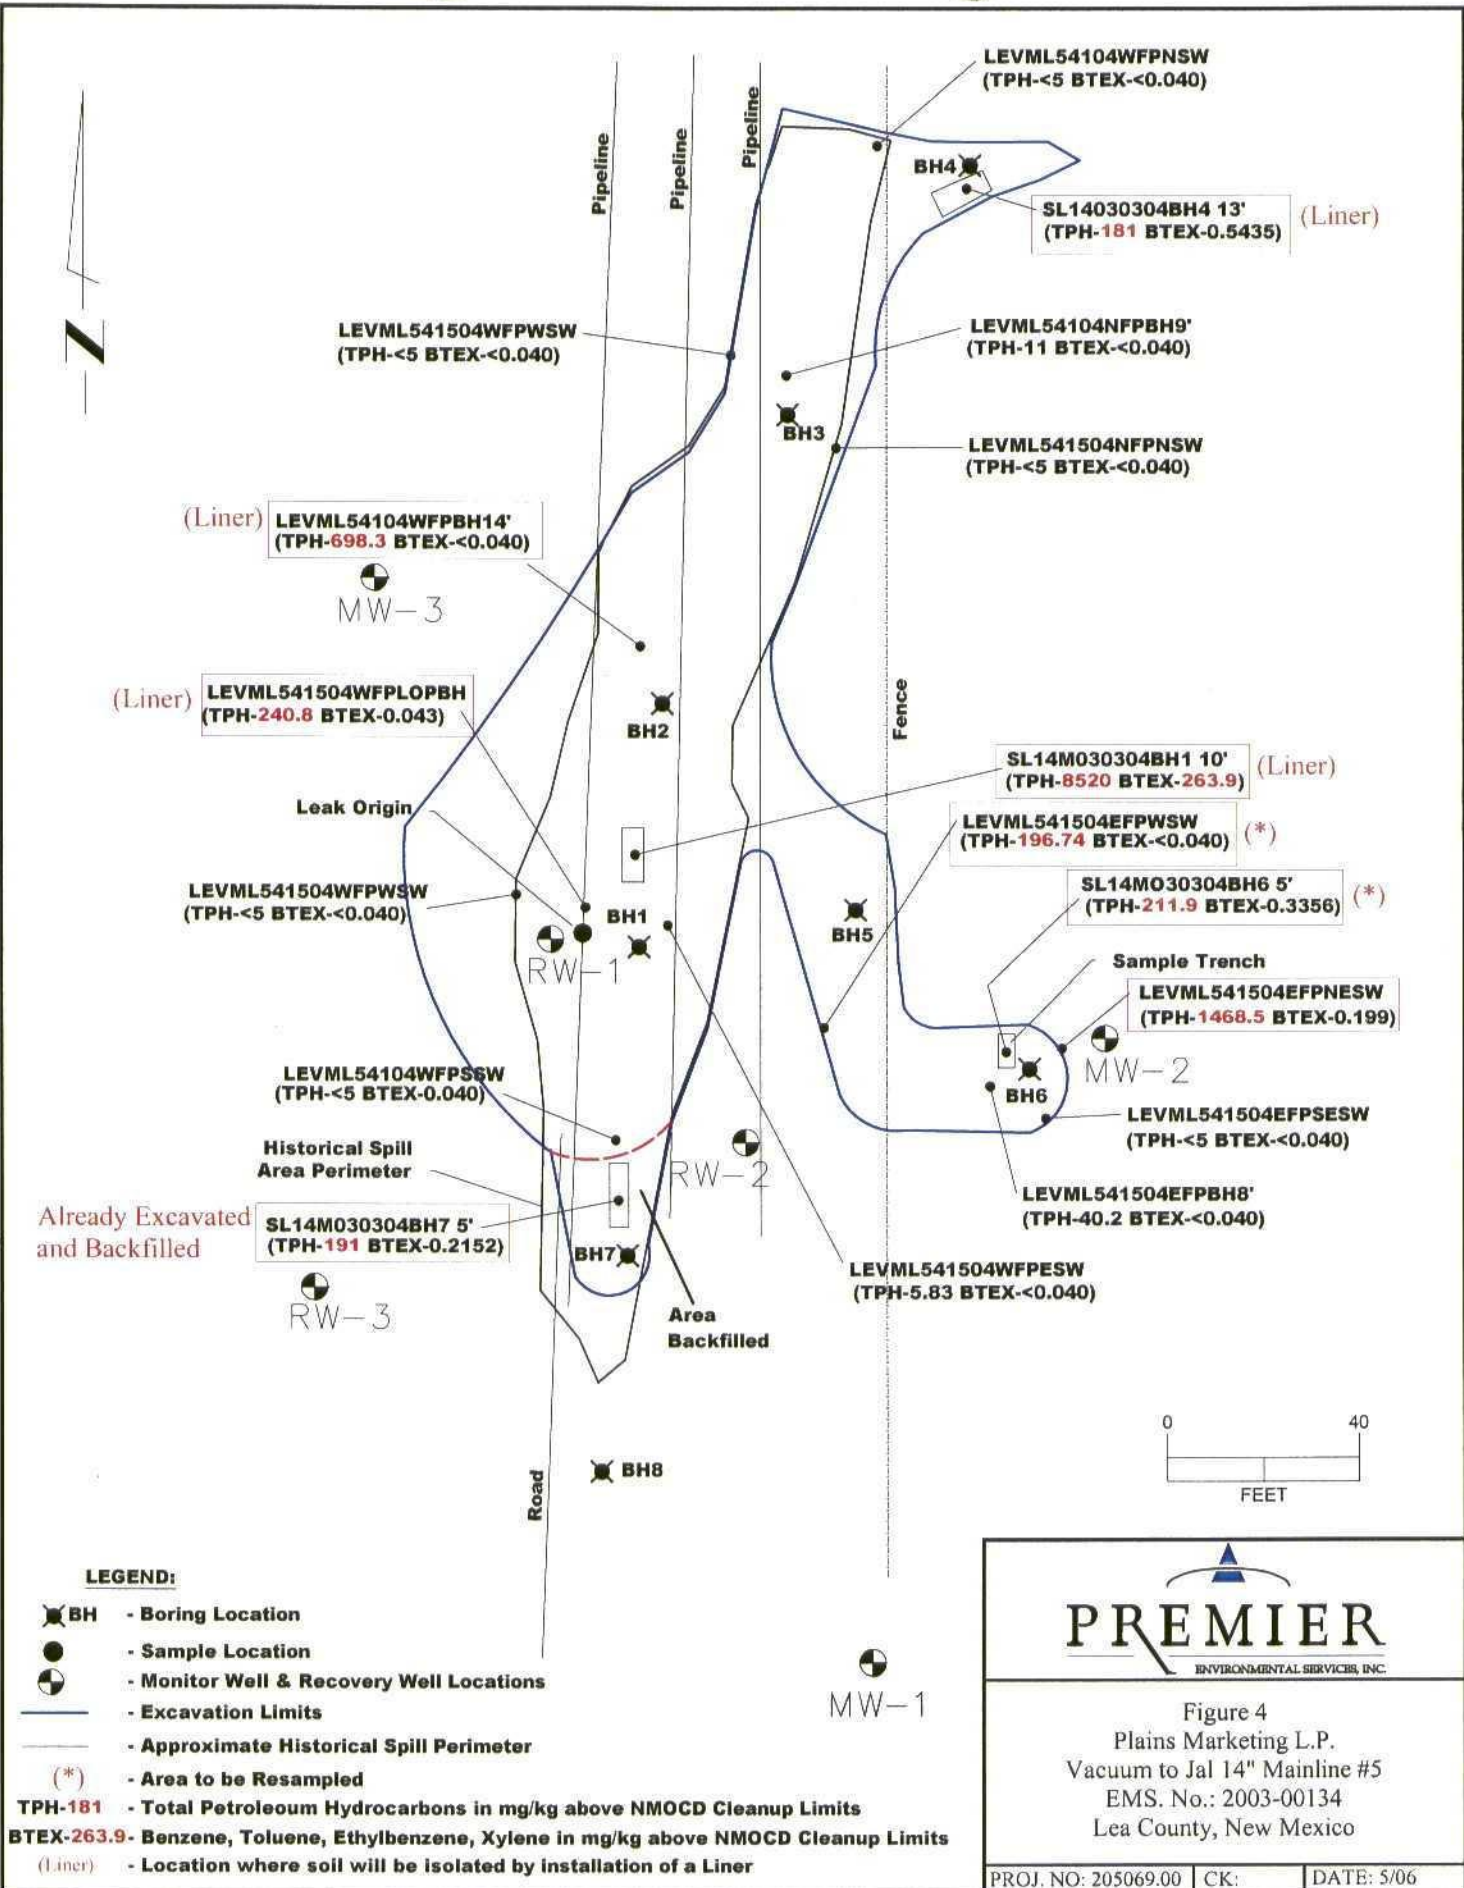 LEVML54104WFPNSW
(TPH-<5 BTEX-<0.040)
Pipeline
Pipeline
Pipeline
BH4
SL14030304BH4 13'
(TPH-181 BTEX-0.5435)
(Liner)
N
LEVML541504WFPWSW
(TPH-<5 BTEX-<0.040)
LEVML54104NFPBH9'
(TPH-11 BTEX-<0.040)
BH3
LEVML541504NFPNSW
(TPH-<5 BTEX-<0.040)
(Liner)
LEVML54104WFPBH14'
(TPH-698.3 BTEX-<0.040)
MW-3
(Liner)
LEVML541504WFPLOPBH
(TPH-240.8 BTEX-0.043)
BH2
Fence
SL14M030304BH1 10'
(TPH-8520 BTEX-263.9)
(Liner)
Leak Origin
LEVML541504EFPWSW
(TPH-196.74 BTEX-<0.040)
(*)
LEVML541504WFPWSW
(TPH-<5 BTEX-<0.040)
SL14MO30304BH6 5'
(TPH-211.9 BTEX-0.3356)
(*)
BH1
BH5
RW-1
Sample Trench
LEVML541504EFPNESW
(TPH-1468.5 BTEX-0.199)
MW-2
BH6
LEVML54104WFPSSW
(TPH-<5 BTEX-0.040)
LEVML541504EFPSESW
(TPH-<5 BTEX-<0.040)
Historical Spill
Area Perimeter
RW-2
LEVML541504EFPBH8'
(TPH-40.2 BTEX-<0.040)
Already Excavated
and Backfilled
SL14M030304BH7 5'
(TPH-191 BTEX-0.2152)
BH7
LEVML541504WFPESW
(TPH-5.83 BTEX-<0.040)
RW-3
Area
Backfilled
0 40
FEET
BH8
Road
MW-1
LEGEND:
BH - Boring Location
- Sample Location
- Monitor Well & Recovery Well Locations
- Excavation Limits
- Approximate Historical Spill Perimeter
(*) - Area to be Resampled
TPH-181 - Total Petroleoum Hydrocarbons in mg/kg above NMOCD Cleanup Limits
BTEX-263.9- Benzene, Toluene, Ethylbenzene, Xylene in mg/kg above NMOCD Cleanup Limits
(Liner) - Location where soil will be isolated by installation of a Liner
PREMIER
ENVIRONMENTAL SERVICES, INC.
Figure 4
Plains Marketing L.P.
Vacuum to Jal 14" Mainline #5
EMS. No.: 2003-00134
Lea County, New Mexico
PROJ. NO: 205069.00 CK: DATE: 5/06